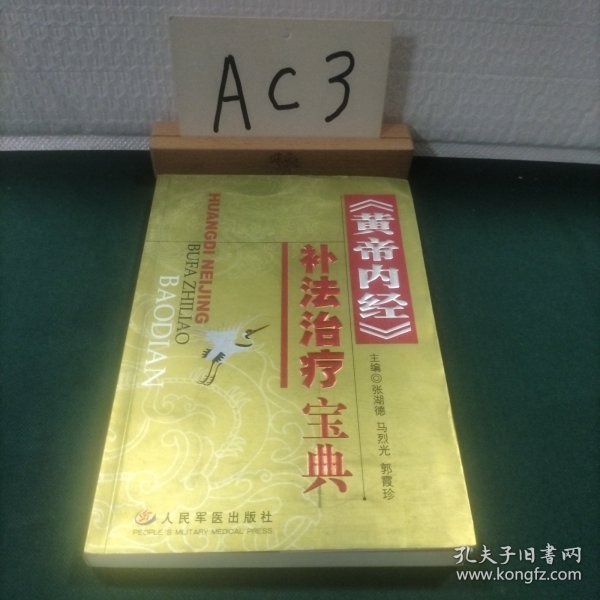 AC3
《黄帝内经》
补法治疗宝典
HUANGDI NEIJING
BUFA ZHILIAO
BAODIAN
主编◎张湖德 马烈光 郭霞珍
人民军医出版社
PEOPLE'S MILITARY MEDICAL PRESS
孔夫子旧书网
www.kongfz.com